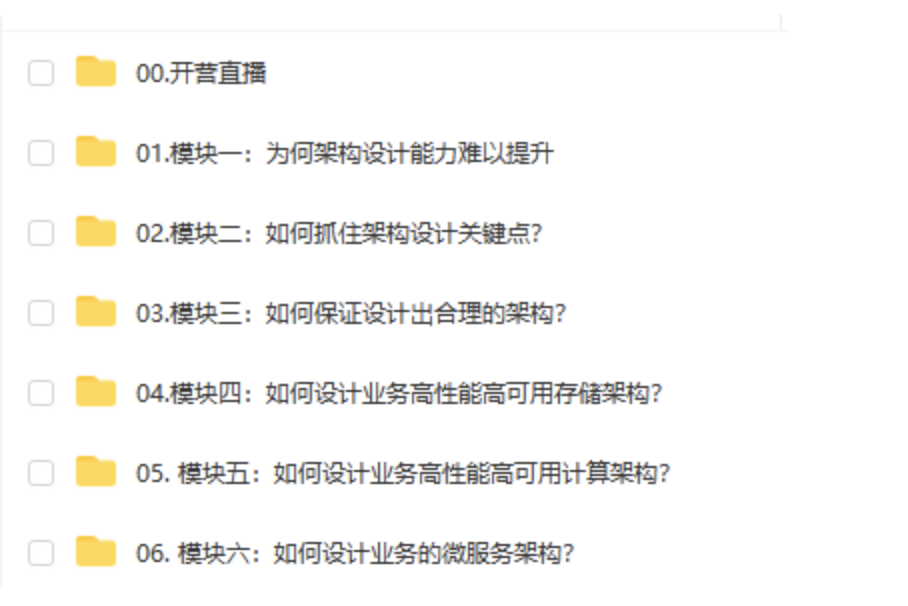 00.开营直播
01.模块一：为何架构设计能力难以提升
02.模块二：如何抓住架构设计关键点?
03.模块三：如何保证设计出合理的架构?
04.模块四：如何设计业务高性能高可用存储架构?
05. 模块五：如何设计业务高性能高可用计算架构?
06. 模块六：如何设计业务的微服务架构?